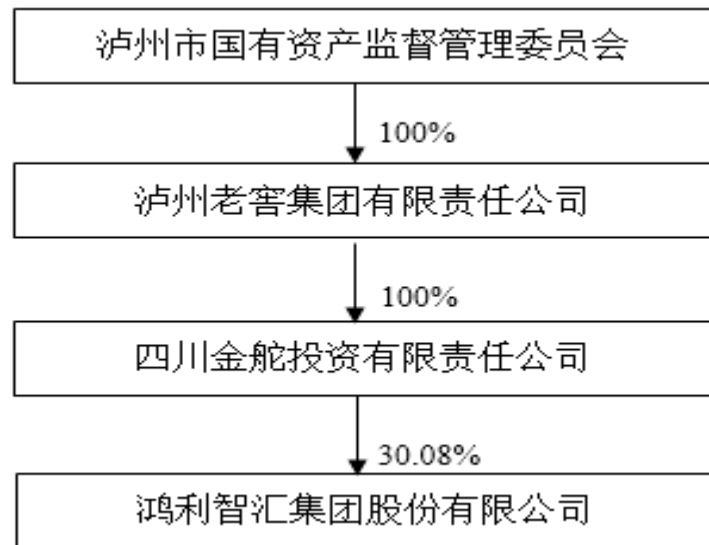 泸州市国有资产监督管理委员会
100%
泸州老窖集团有限责任公司
100%
四川金舵投资有限责任公司
30.08%
鸿利智汇集团股份有限公司